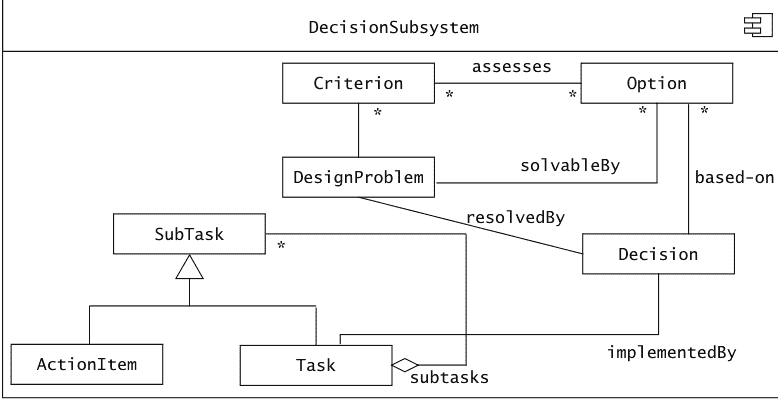 DecisionSubsystem
assesses
Criterion
Option
*
*
*
*
*
solvableBy
DesignProblem
based-on
resolvedBy
SubTask
*
Decision
implementedBy
ActionItem
Task
subtasks